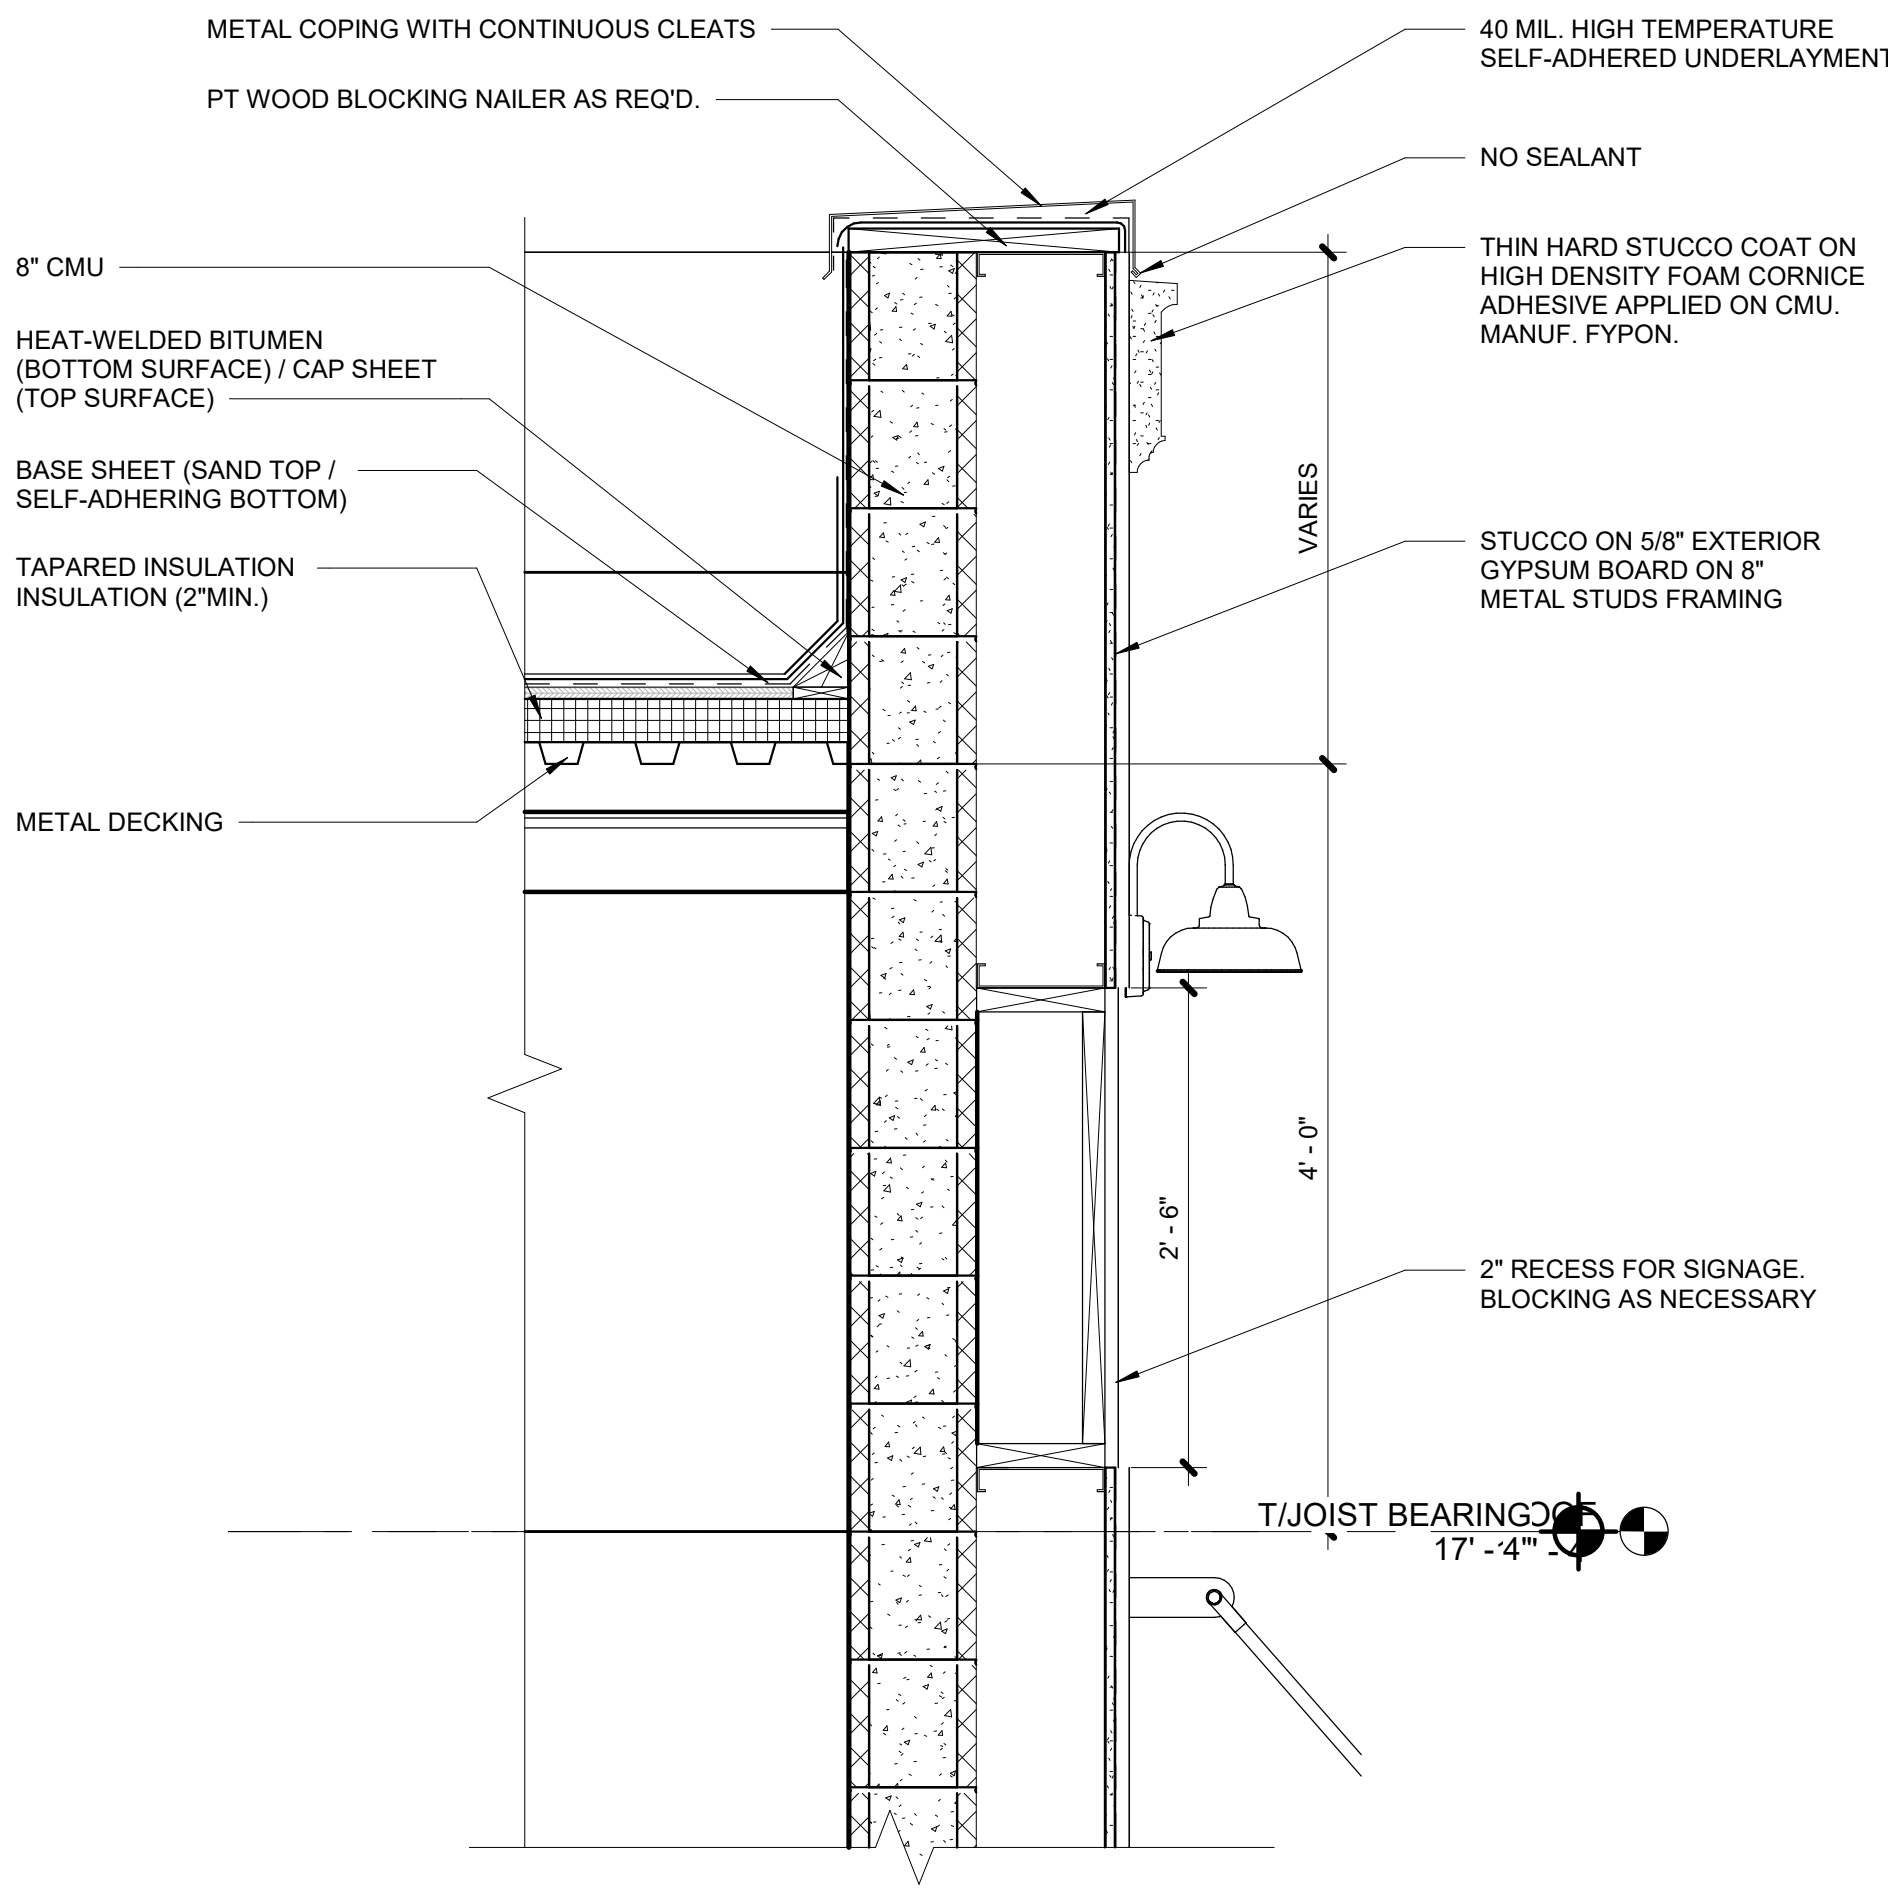 METAL COPING WITH CONTINUOUS CLEATS
PT WOOD BLOCKING NAILER AS REQ'D.
8" CMU
HEAT-WELDED BITUMEN
(BOTTOM SURFACE) / CAP SHEET
(TOP SURFACE)
BASE SHEET (SAND TOP /
SELF-ADHERING BOTTOM)
TAPARED INSULATION
INSULATION (2"MIN.)
METAL DECKING
40 MIL. HIGH TEMPERATURE
SELF-ADHERED UNDERLAYMENT
NO SEALANT
THIN HARD STUCCO COAT ON
HIGH DENSITY FOAM CORNICE
ADHESIVE APPLIED ON CMU.
MANUF. FYPON.
VARIES
STUCCO ON 5/8" EXTERIOR
GYPSUM BOARD ON 8"
METAL STUDS FRAMING
4' - 0"
2' - 6"
2" RECESS FOR SIGNAGE.
BLOCKING AS NECESSARY
T/JOIST BEARING
17' - 4"